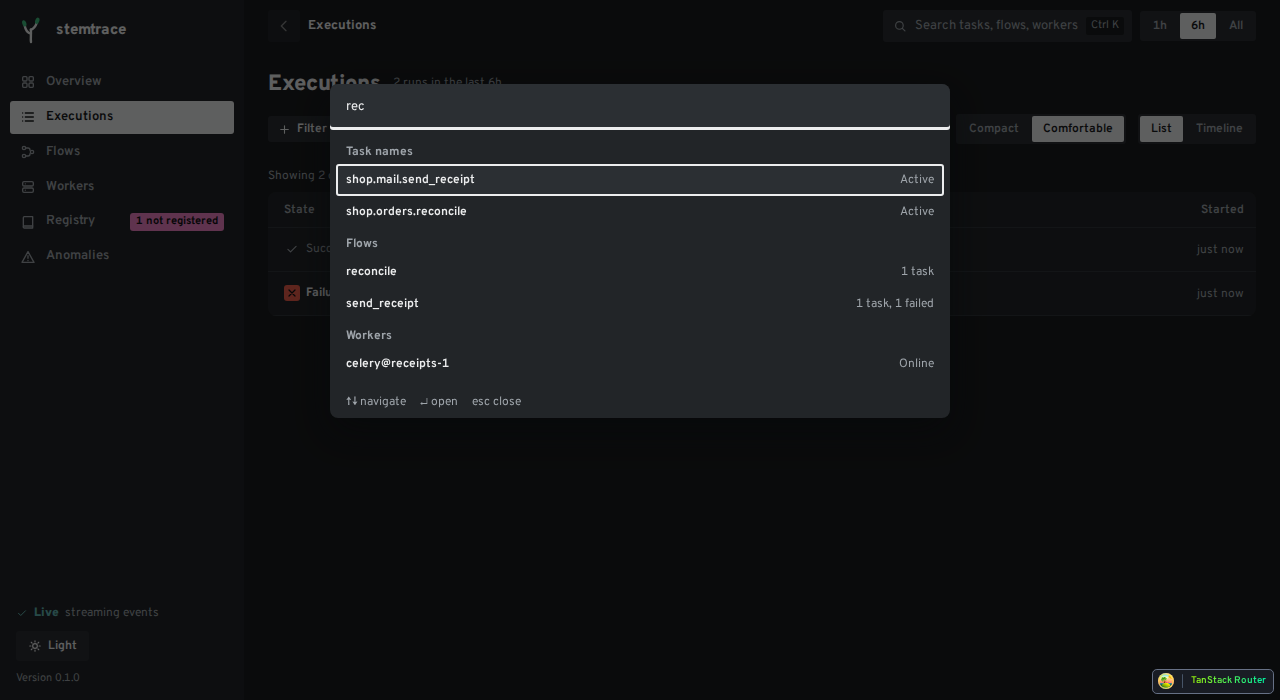 stemtrace
Executions
Search tasks, flows, workers
Ctrl K
1h
6h
All
Overview
Executions
Flows
Workers
Registry
1 not registered
Anomalies
Executions
2 runs in the last 6h
rec
Filter
Compact
Comfortable
List
Timeline
Showing 2
State
Started
Succ
just now
Failu
just now
Task names
shop.mail.send_receipt
Active
shop.orders.reconcile
Active
Flows
reconcile
1 task
send_receipt
1 task, 1 failed
Workers
celery@receipts-1
Online
↑↓ navigate ↵ open esc close
Live streaming events
Light
Version 0.1.0
TanStack Router